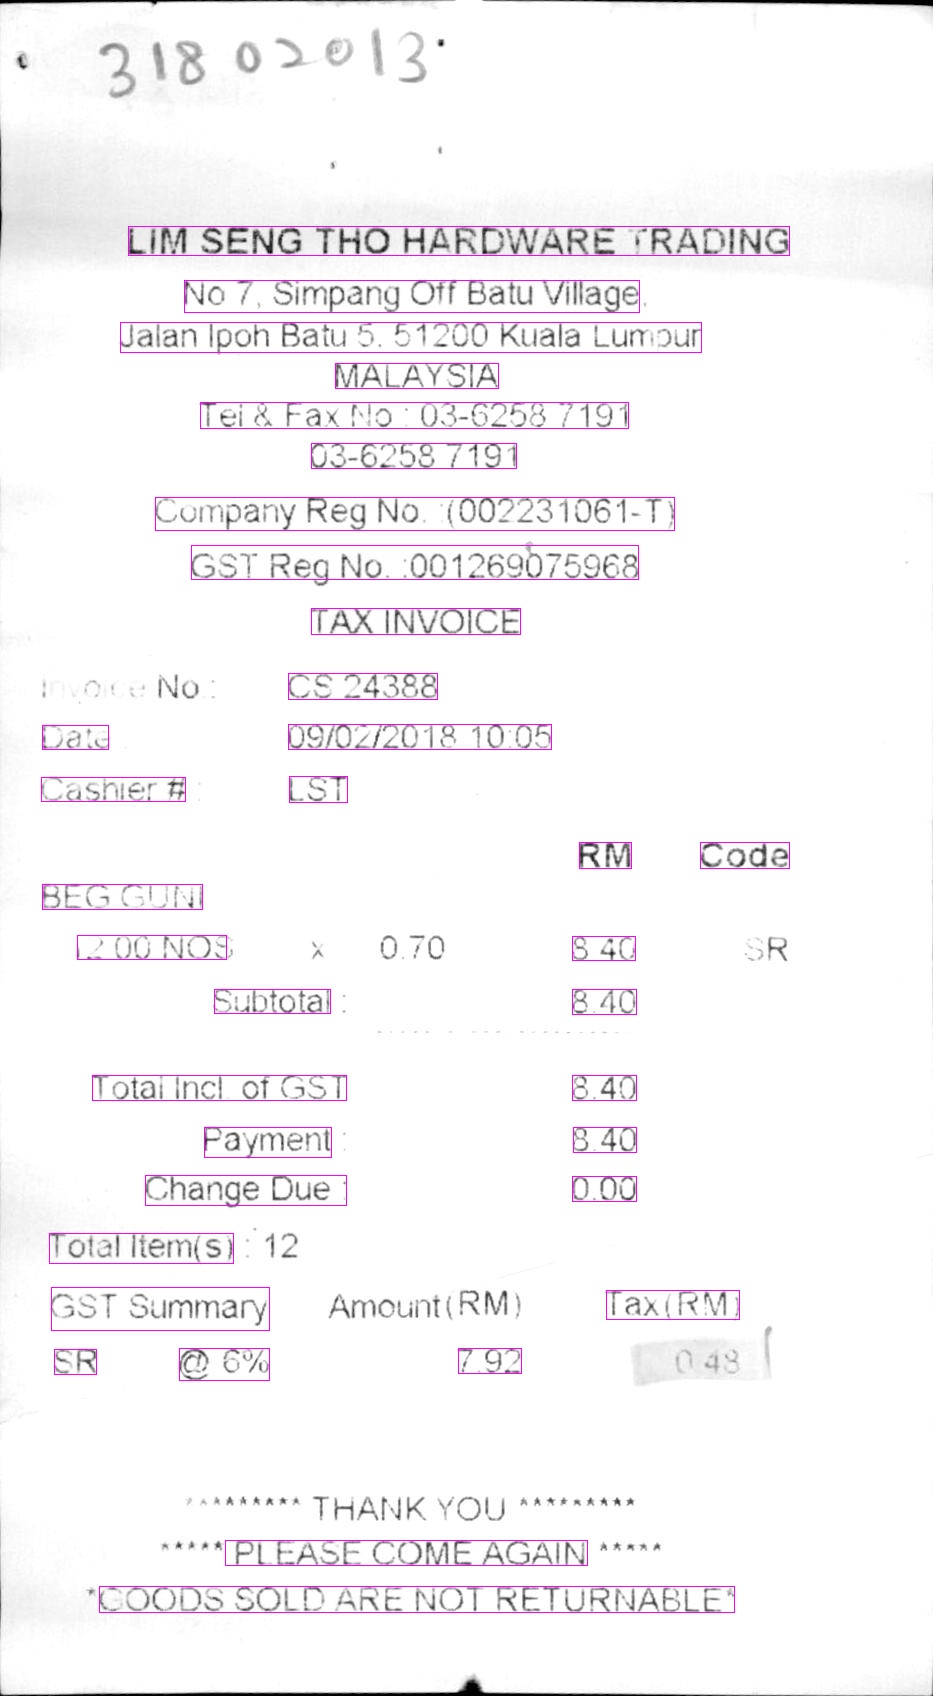 31802013
LIM SENG THO HARDWARE TRADING
No 7, Simpang Off Batu Village,
Jalan Ipoh Batu 5, 51200 Kuala Lumpur
MALAYSIA
Tel & Fax No : 03-6258 7191
03-6258 7191
Company Reg No. :(002231061-T)
GST Reg No. :001269075968
TAX INVOICE
Invoice No : CS 24388
Date : 09/02/2018 10:05
Cashier # : LST
RM Code
BEG GUNI
12.00 NOS x 0.70 8.40 SR
Subtotal : 8.40
Total Incl. of GST 8.40
Payment : 8.40
Change Due : 0.00
Total Item(s) : 12
GST Summary Amount(RM) Tax(RM)
SR @ 6% 7.92 0.48
********* THANK YOU *********
***** PLEASE COME AGAIN *****
*GOODS SOLD ARE NOT RETURNABLE*